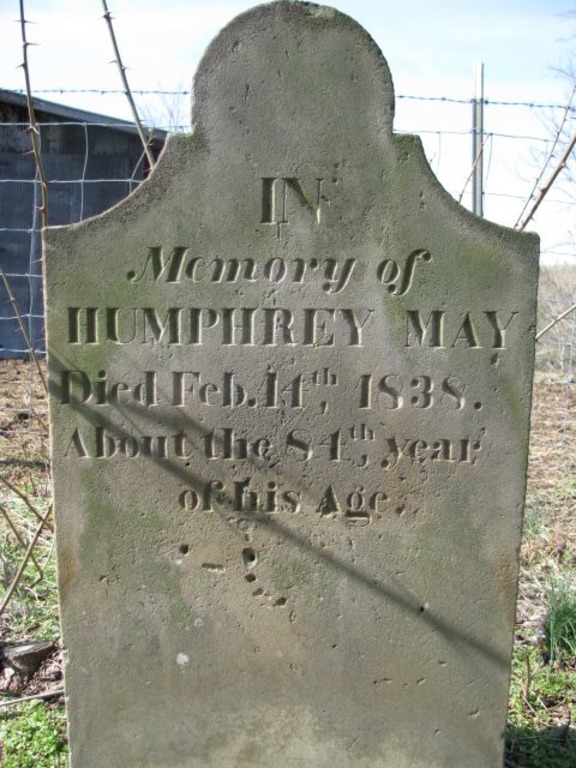 IN
Memory of
HUMPHREY MAY
Died Feb. 14th, 1838.
About the 84th, year
of his Age.